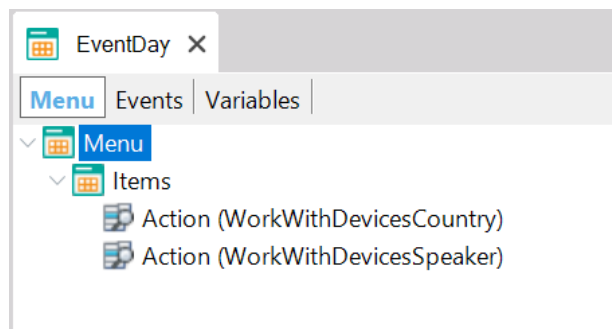 EventDay
Menu Events Variables
Menu
Items
Action (WorkWithDevicesCountry)
Action (WorkWithDevicesSpeaker)